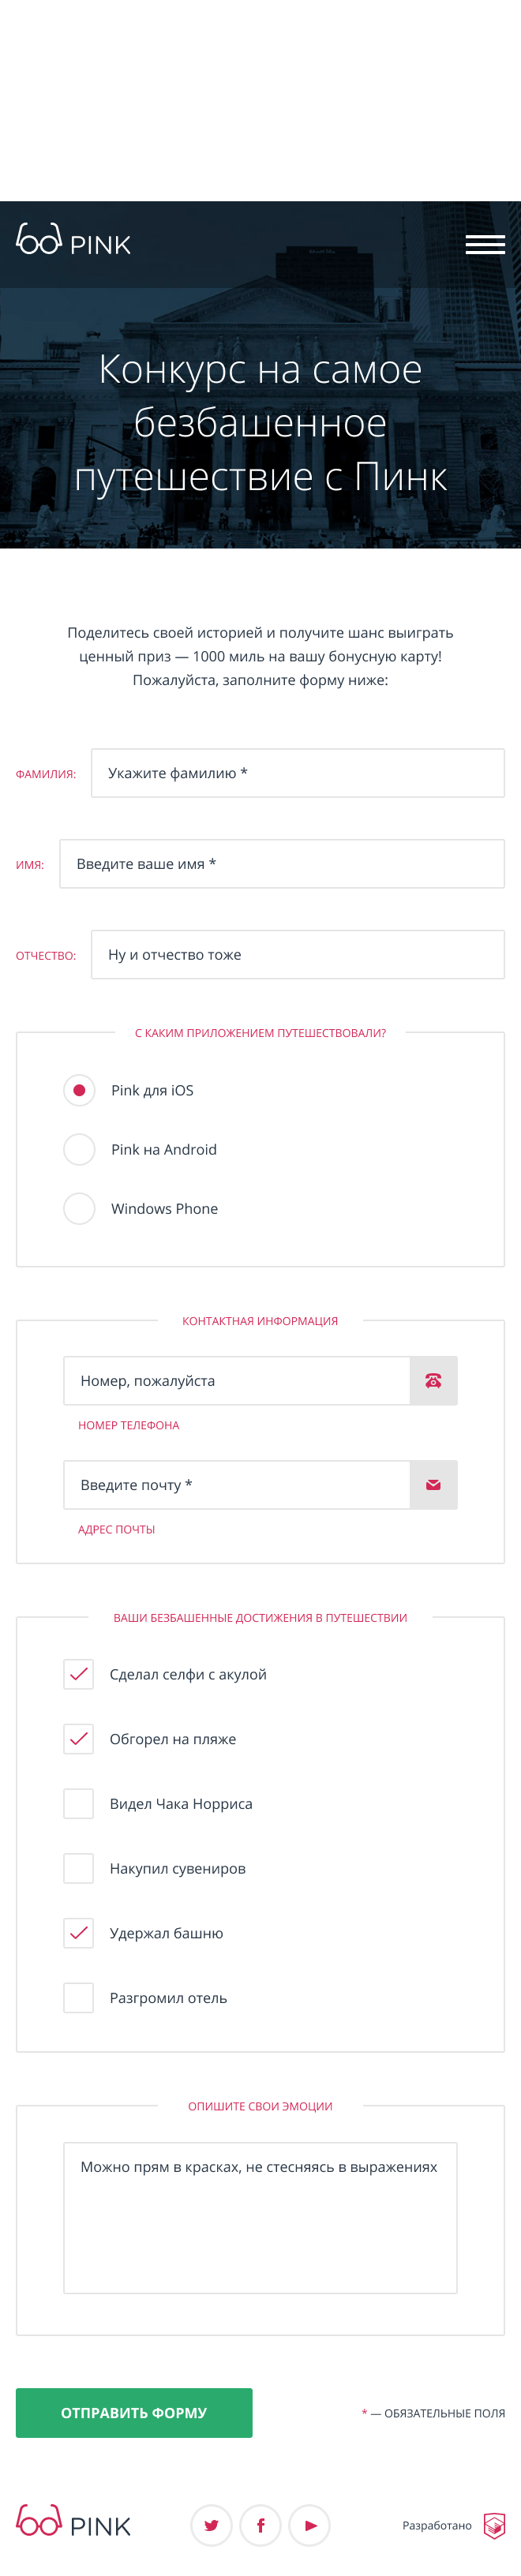 PINK
Конкурс на самое
безбашенное
путешествие с Пинк
Поделитесь своей историей и получите шанс выиграть
ценный приз — 1000 миль на вашу бонусную карту!
Пожалуйста, заполните форму ниже:
ФАМИЛИЯ: Укажите фамилию *
ИМЯ: Введите ваше имя *
ОТЧЕСТВО: Ну и отчество тоже
С КАКИМ ПРИЛОЖЕНИЕМ ПУТЕШЕСТВОВАЛИ?
Pink для iOS
Pink на Android
Windows Phone
КОНТАКТНАЯ ИНФОРМАЦИЯ
Номер, пожалуйста
НОМЕР ТЕЛЕФОНА
Введите почту *
АДРЕС ПОЧТЫ
ВАШИ БЕЗБАШЕННЫЕ ДОСТИЖЕНИЯ В ПУТЕШЕСТВИИ
Сделал селфи с акулой
Обгорел на пляже
Видел Чака Норриса
Накупил сувениров
Удержал башню
Разгромил отель
ОПИШИТЕ СВОИ ЭМОЦИИ
Можно прям в красках, не стесняясь в выражениях
ОТПРАВИТЬ ФОРМУ * — ОБЯЗАТЕЛЬНЫЕ ПОЛЯ
PINK Разработано